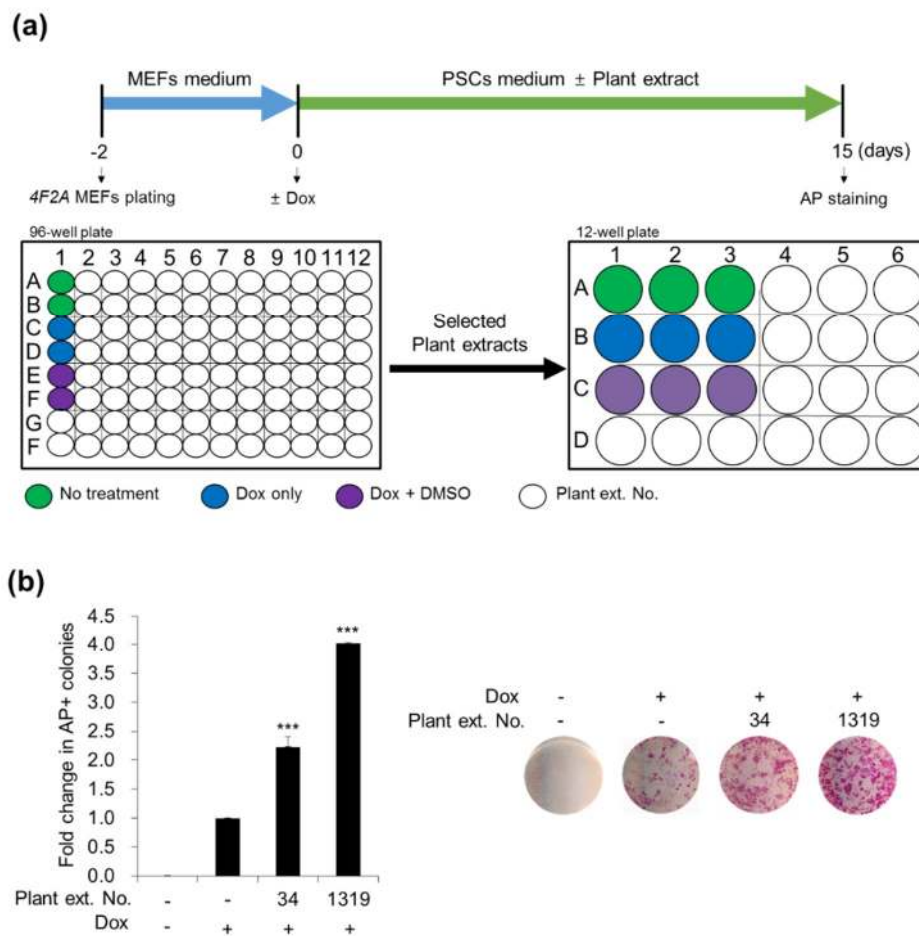 (a)
MEFs medium
PSCs medium ± Plant extract
-2
0
15 (days)
4F2A MEFs plating
± Dox
AP staining
96-well plate
1 2 3 4 5 6 7 8 9 10 11 12
A
B
C
D
E
F
G
F
Selected
Plant extracts
12-well plate
1 2 3 4 5 6
A
B
C
D
No treatment
Dox only
Dox + DMSO
Plant ext. No.
(b)
Fold change in AP+ colonies
4.5
4.0
3.5
3.0
2.5
2.0
1.5
1.0
0.5
0.0
***
***
Plant ext. No. - - 34 1319
Dox - + + +
Dox - + + +
Plant ext. No. - - 34 1319